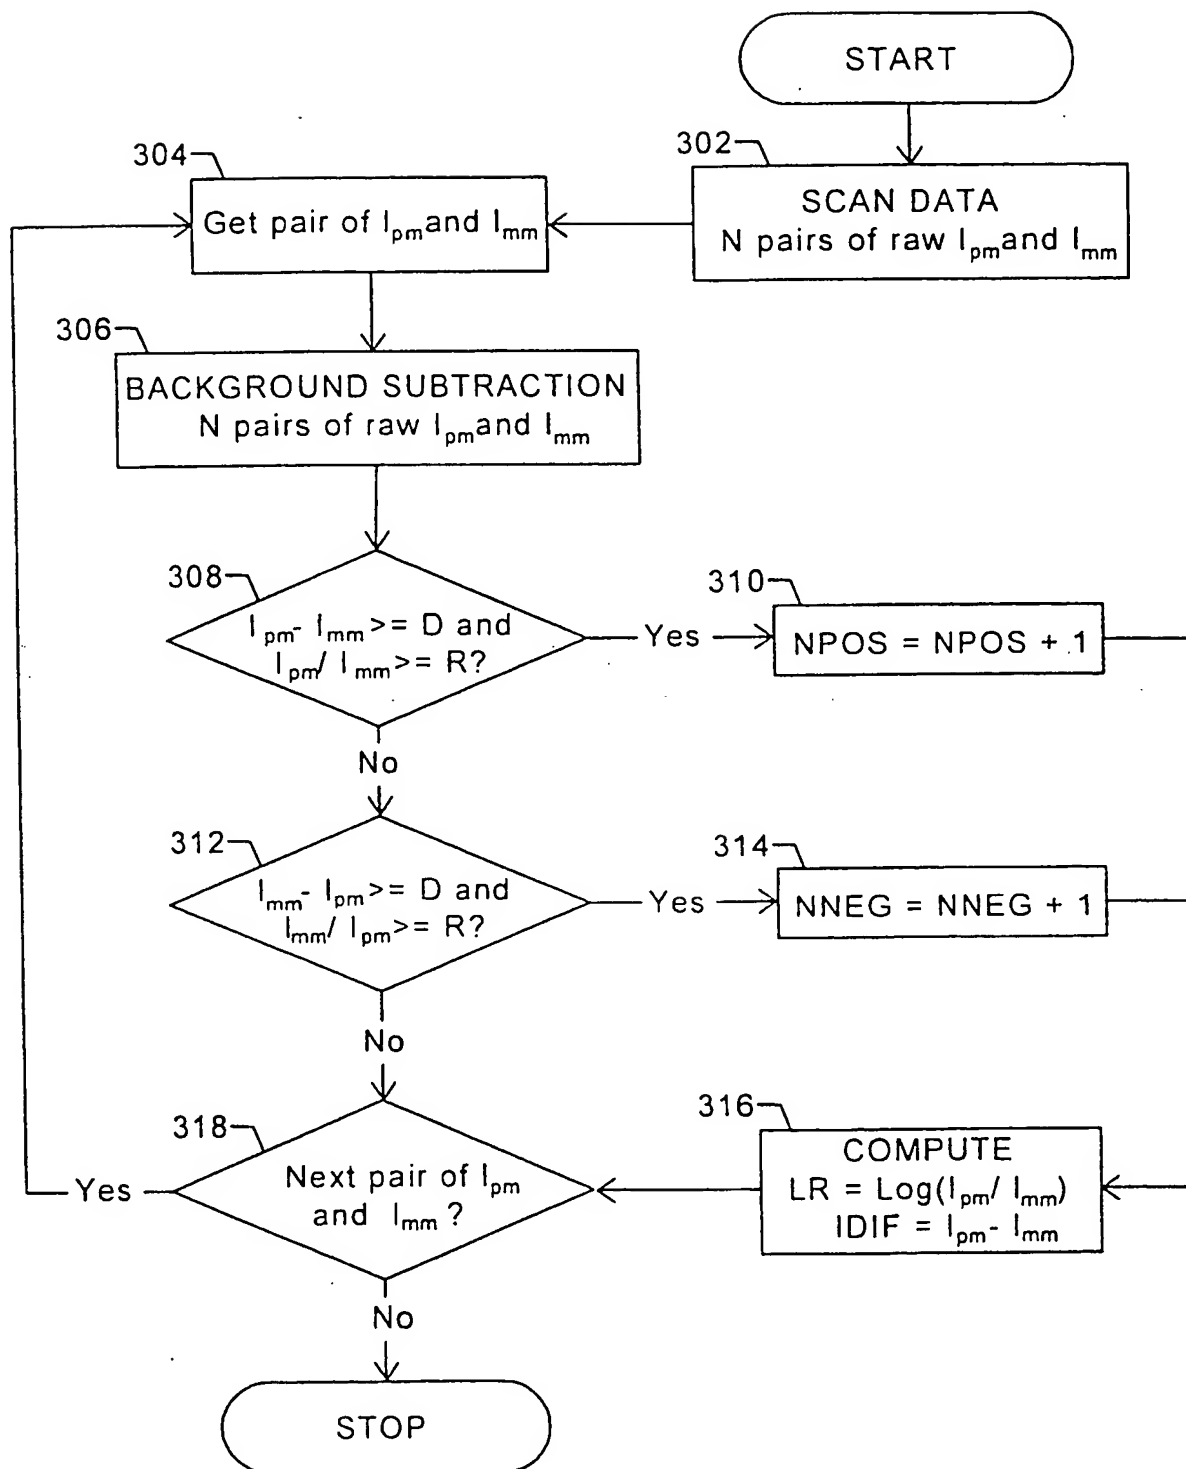 START
302
SCAN DATA
N pairs of raw Ipm and Imm
304
Get pair of Ipm and Imm
306
BACKGROUND SUBTRACTION
N pairs of raw Ipm and Imm
308
Ipm- Imm >= D and
Ipm/ Imm >= R?
Yes
310
NPOS = NPOS + 1
No
312
Imm- Ipm >= D and
Imm/ Ipm >= R?
Yes
314
NNEG = NNEG + 1
No
316
COMPUTE
LR = Log(Ipm/ Imm)
IDIF = Ipm- Imm
318
Next pair of Ipm
and Imm ?
Yes
No
STOP